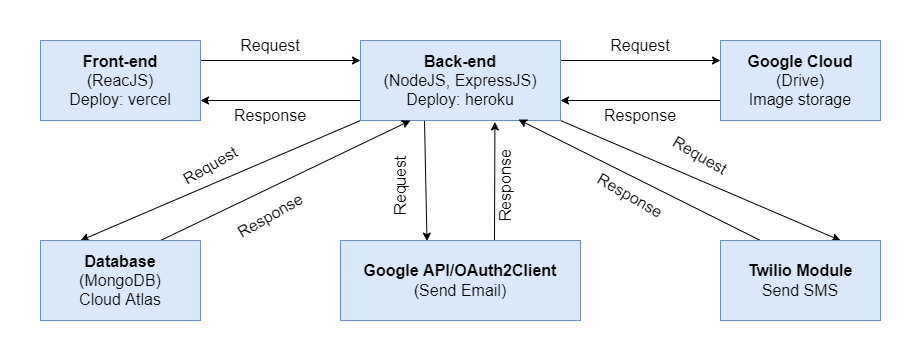 Front-end
(ReacJS)
Deploy: vercel
Request
Response
Back-end
(NodeJS, ExpressJS)
Deploy: heroku
Request
Response
Google Cloud
(Drive)
Image storage
Request
Response
Request
Response
Response
Request
Database
(MongoDB)
Cloud Atlas
Google API/OAuth2Client
(Send Email)
Twilio Module
Send SMS